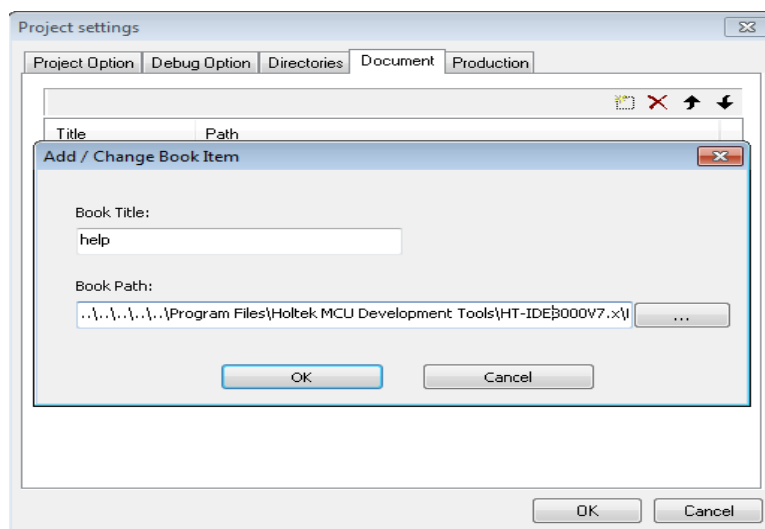 Project settings
Project Option Debug Option Directories Document Production
Title Path
Add / Change Book Item
Book Title:
help
Book Path:
..\..\..\..\..\Program Files\Holtek MCU Development Tools\HT-IDE3000V7.x\
...
OK Cancel
OK Cancel